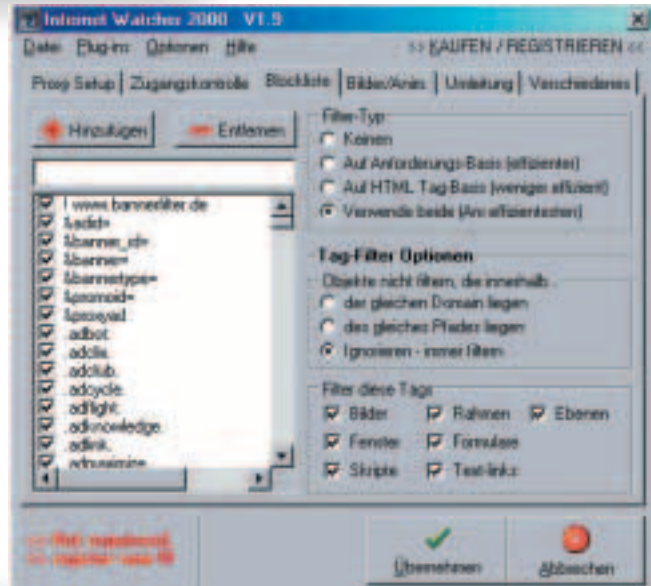 Internet Watcher 2000 V1.9
Datei Plug-ins Optionen Hilfe >> KAUFEN / REGISTRIEREN <<
Proxy Setup Zugangskontrolle Blockliste Bilder/Anim. Umleitung Verschiedenes
Hinzufügen Entfernen
Filter-Typ
Keinen
Auf Anforderungs-Basis (effizienter)
Auf HTML Tag-Basis (weniger effizient)
Verwende beide (Am effizientesten)
! www.bannerfilter.de
&adid=
&banner_id=
&banner=
&bannertype=
&promoid=
&proxyad
.adbot.
.adclix.
.adclub.
.adcycle.
.adflight.
.adknowledge.
.adlink.
Tag-Filter Optionen
Objekte nicht filtern, die innerhalb..
der gleichen Domain liegen
des gleiches Pfades liegen
Ignorieren - immer filtern
Filter diese Tags
Bilder Rahmen Ebenen
Fenster Formulare
Skripte Text-links
Übernehmen Abbrechen